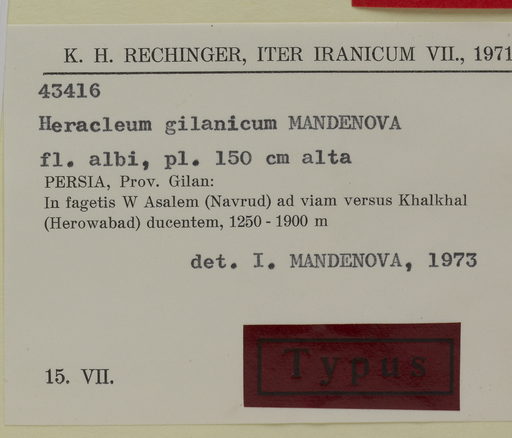 K. H. RECHINGER, ITER IRANICUM VII., 1971
43416
Heracleum gilanicum MANDENOVA
fl. albi, pl. 150 cm alta
PERSIA, Prov. Gilan:
In fagetis W Asalem (Navrud) ad viam versus Khalkhal
(Herowabad) ducentem, 1250 - 1900 m
det. I. MANDENOVA, 1973
15. VII.
Typus